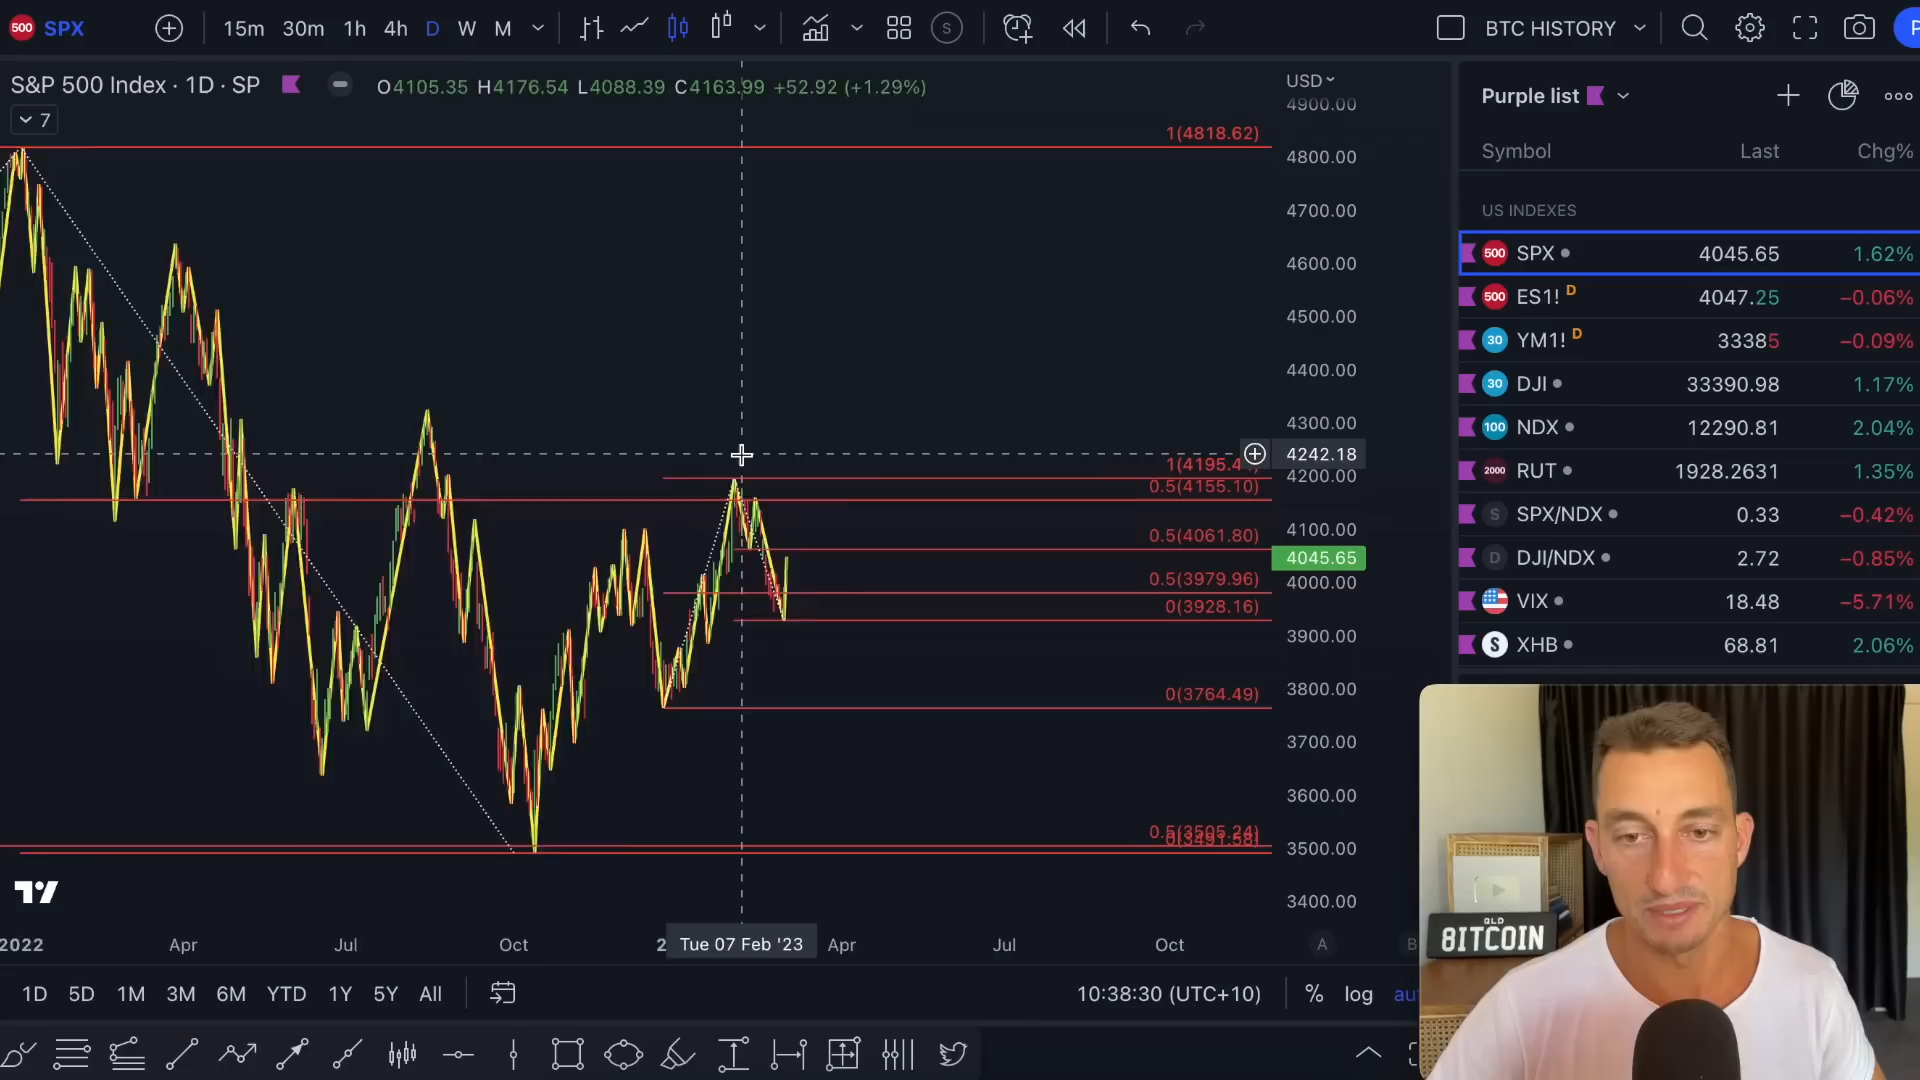 500 SPX 15m 30m 1h 4h D W M S BTC HISTORY P
S&P 500 Index · 1D · SP O4105.35 H4176.54 L4088.39 C4163.99 +52.92 (+1.29%)
7
USD
4900.00
4800.00
4700.00
4600.00
4500.00
4400.00
4300.00
4242.18
4200.00
4100.00
4045.65
4000.00
3900.00
3800.00
3700.00
3600.00
3500.00
3400.00
1(4818.62)
0.5(4155.10)
0.5(4061.80)
0.5(3979.96)
0(3928.16)
0(3764.49)
0.5(3505.24)
0(3491.58)
2022 Apr Jul Oct 2 Tue 07 Feb '23 Apr Jul Oct A B
1D 5D 1M 3M 6M YTD 1Y 5Y All 10:38:30 (UTC+10) % log
Purple list
Symbol Last Chg%
US INDEXES
500 SPX 4045.65 1.62%
500 ES1! D 4047.25 −0.06%
30 YM1! D 33385 −0.09%
30 DJI 33390.98 1.17%
100 NDX 12290.81 2.04%
2000 RUT 1928.2631 1.35%
S SPX/NDX 0.33 −0.42%
D DJI/NDX 2.72 −0.85%
VIX 18.48 −5.71%
S XHB 68.81 2.06%
QLD
8ITCOIN